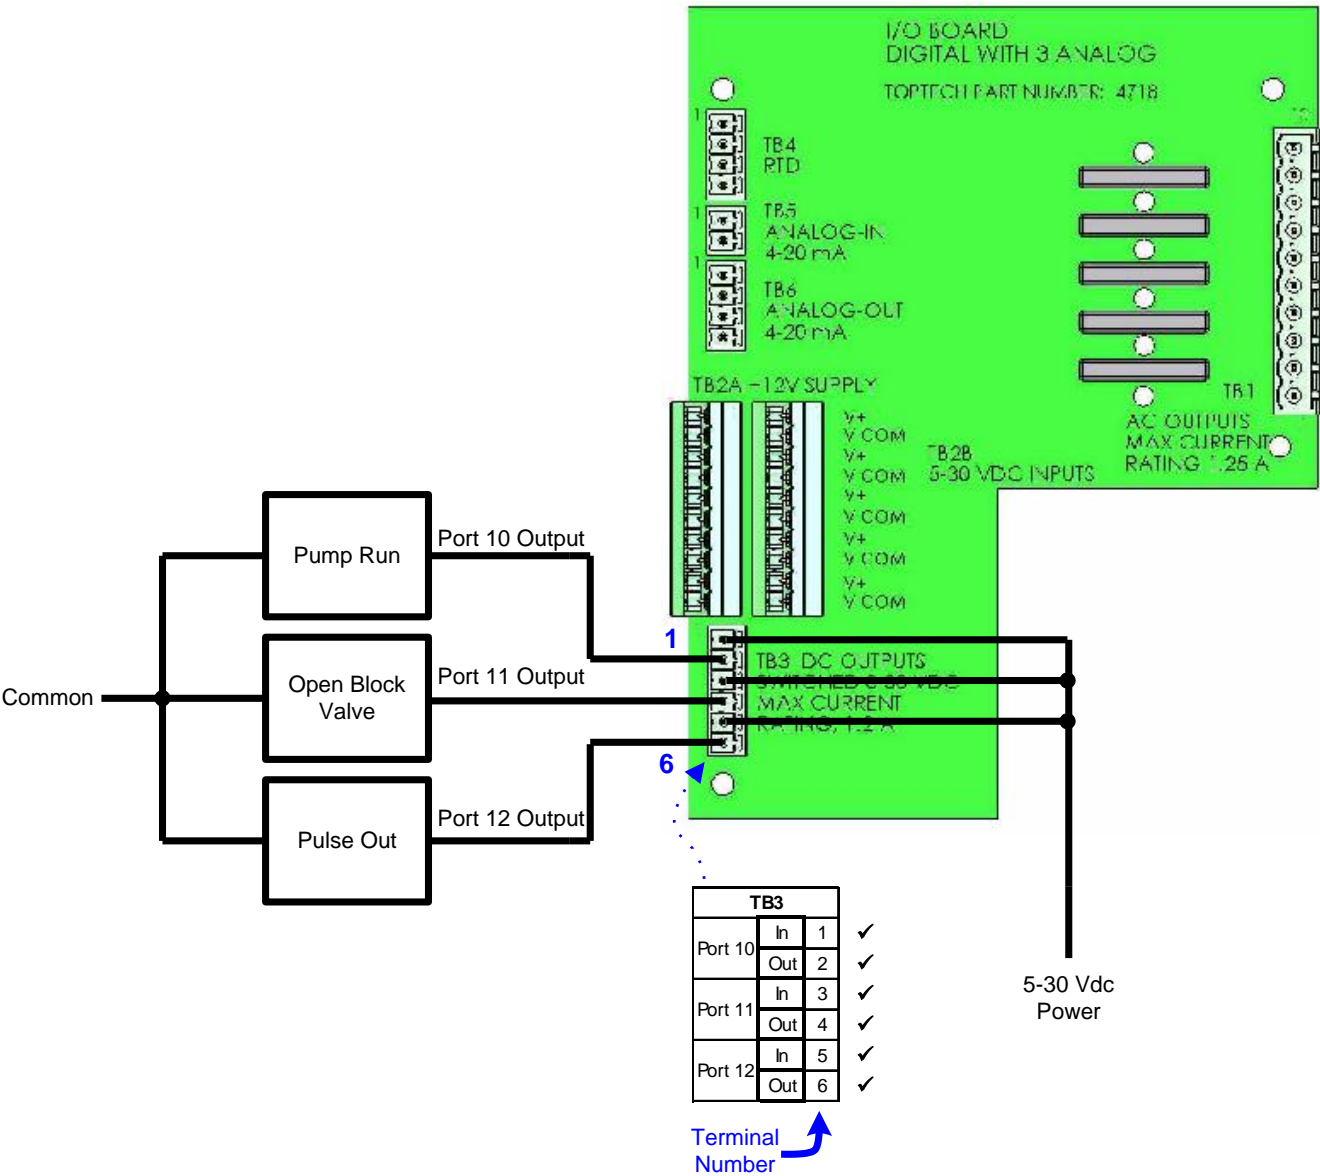 I/O BOARD
DIGITAL WITH 3 ANALOG
TOPTECH PART NUMBER: 4718
1
TB4
RTD
1
TB5
ANALOG-IN
4-20 mA
1
TB6
ANALOG-OUT
4-20 mA
TB1
AC OUTPUTS
MAX CURRENT
RATING
A
TB2A
12V SUPPLY
V+
V COM
V+
V COM
V+
V COM
V+
V COM
V+
V COM
TB2B
5-30 VDC INPUTS
Pump Run
Port 10 Output
Common
Open Block
Valve
Port 11 Output
Pulse Out
Port 12 Output
1
6
TB3 DC OUTPUTS
SWITCHED
VDC
MAX CURRENT
RATING,
A
TB3
Port 10 In 1 ✓
Out 2 ✓
Port 11 In 3 ✓
Out 4 ✓
Port 12 In 5 ✓
Out 6 ✓
Terminal
Number
5-30 Vdc
Power